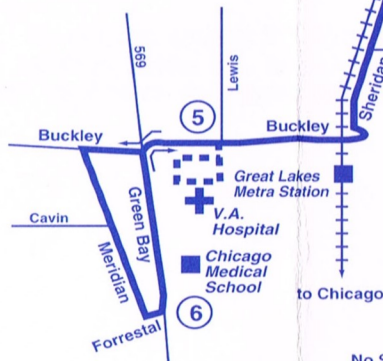 569
Lewis
Sheridan
5
Buckley
Buckley
Great Lakes
Metra Station
Green Bay
V.A.
Hospital
Cavin
Meridian
Chicago
Medical
School
to Chicago
6
Forrestal
No